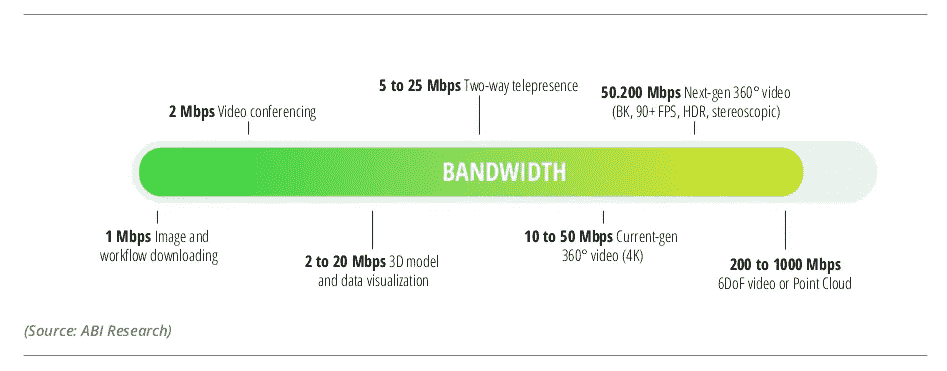 5 to 25 Mbps Two-way telepresence
50.200 Mbps Next-gen 360° video
(BK, 90+ FPS, HDR, stereoscopic)
2 Mbps Video conferencing
BANDWIDTH
1 Mbps Image and
workflow downloading
2 to 20 Mbps 3D model
and data visualization
10 to 50 Mbps Current-gen
360° video (4K)
200 to 1000 Mbps
6DoF video or Point Cloud
(Source: ABI Research)